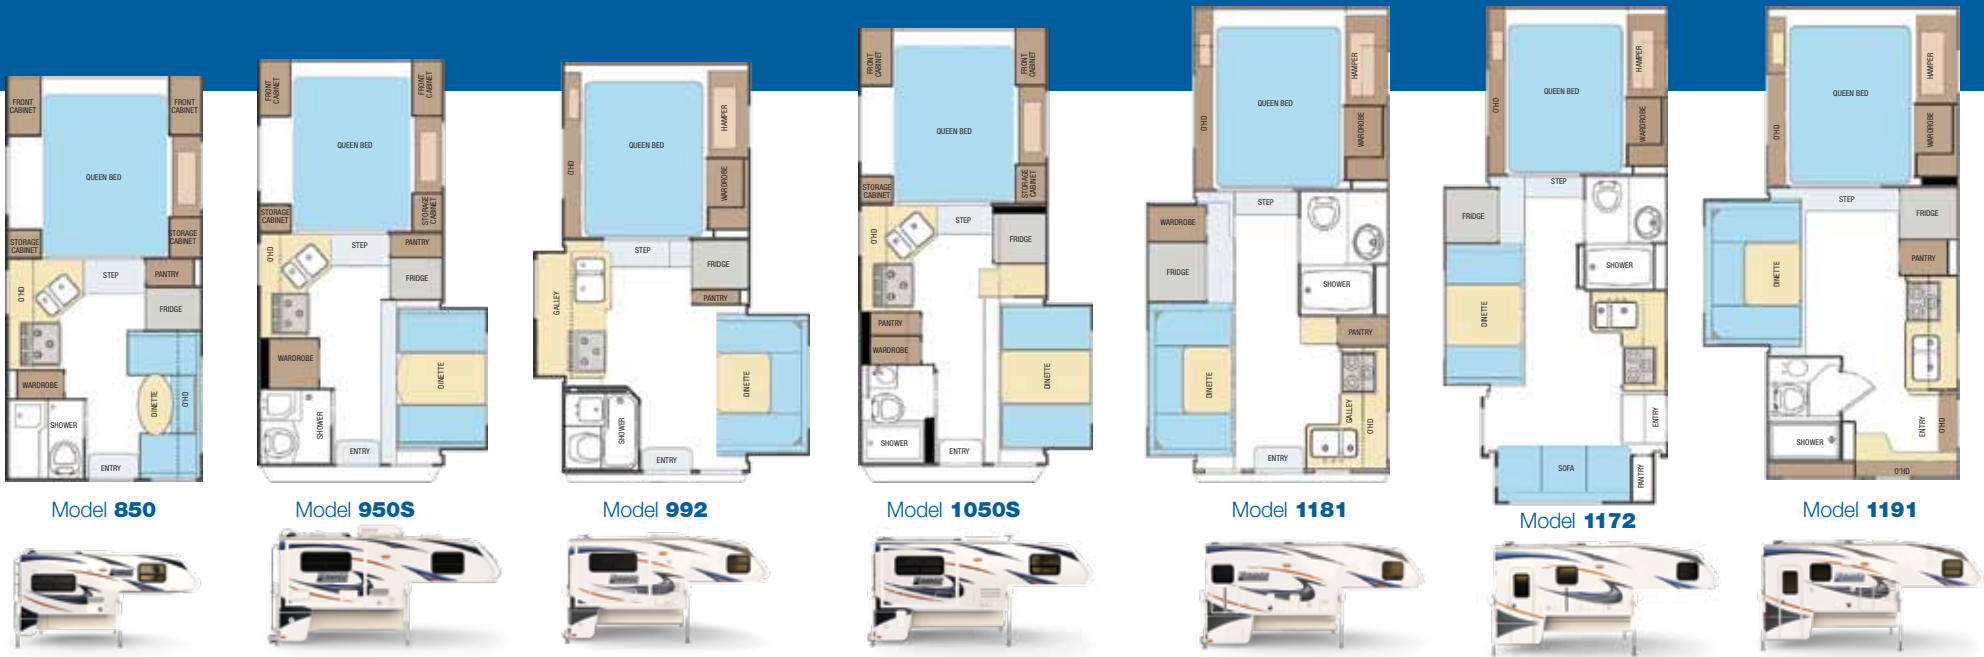 FRONT
CABINET
FRONT
CABINET
QUEEN BED
STORAGE
CABINET
STORAGE
CABINET
O'HD
STEP
PANTRY
FRIDGE
WARDROBE
DINETTE
O'HD
SHOWER
ENTRY
Model 850
FRONT
CABINET
FRONT
CABINET
QUEEN BED
STORAGE
CABINET
STORAGE
CABINET
O'HD
STEP
PANTRY
FRIDGE
WARDROBE
DINETTE
SHOWER
ENTRY
Model 950S
O'HD
QUEEN BED
HAMPER
WARDROBE
STEP
FRIDGE
GALLEY
PANTRY
DINETTE
SHOWER
ENTRY
Model 992
FRONT
CABINET
FRONT
CABINET
QUEEN BED
STORAGE
CABINET
STORAGE
CABINET
O'HD
STEP
FRIDGE
PANTRY
WARDROBE
DINETTE
SHOWER
ENTRY
Model 1050S
O'HD
QUEEN BED
HAMPER
WARDROBE
STEP
WARDROBE
FRIDGE
SHOWER
PANTRY
DINETTE
GALLEY
O'HD
ENTRY
Model 1181
O'HD
QUEEN BED
HAMPER
WARDROBE
STEP
FRIDGE
SHOWER
DINETTE
ENTRY
SOFA
PANTRY
Model 1172
O'HD
QUEEN BED
HAMPER
WARDROBE
STEP
FRIDGE
DINETTE
PANTRY
SHOWER
ENTRY
O'HD
O'HD
Model 1191